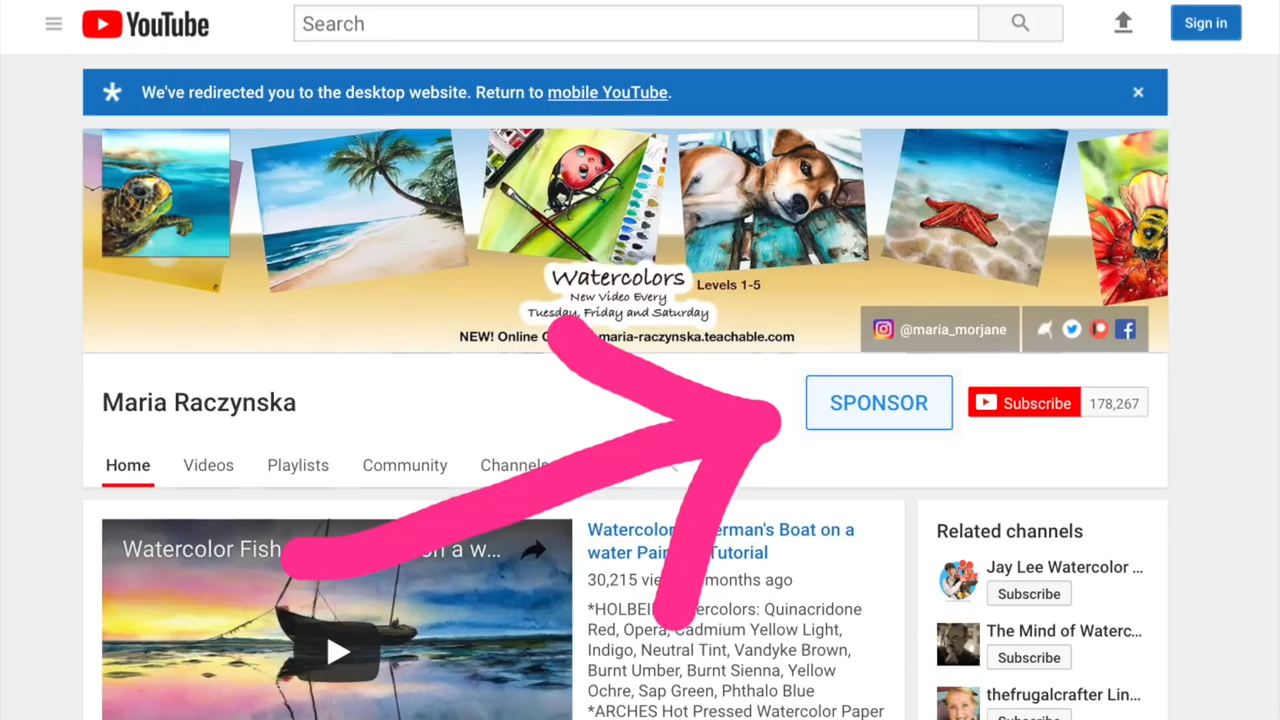 YouTube
Search
Sign in
We've redirected you to the desktop website. Return to mobile YouTube.
Watercolors
Levels 1-5
New Video Every
Tuesday, Friday and Saturday
NEW! Online maria-raczynska.teachable.com
@maria_morjane
Maria Raczynska
SPONSOR
Subscribe 178,267
Home Videos Playlists Community Channels
Watercolor Fish on a w...
Watercolor erman's Boat on a
water Pain Tutorial
30,215 months ago
*HOLBEI ercolors: Quinacridone
Red, Opera, Cadmium Yellow Light,
Indigo, Neutral Tint, Vandyke Brown,
Burnt Umber, Burnt Sienna, Yellow
Ochre, Sap Green, Phthalo Blue
*ARCHES Hot Pressed Watercolor Paper
Related channels
Jay Lee Watercolor ...
Subscribe
The Mind of Waterc...
Subscribe
thefrugalcrafter Lin...
Subscribe